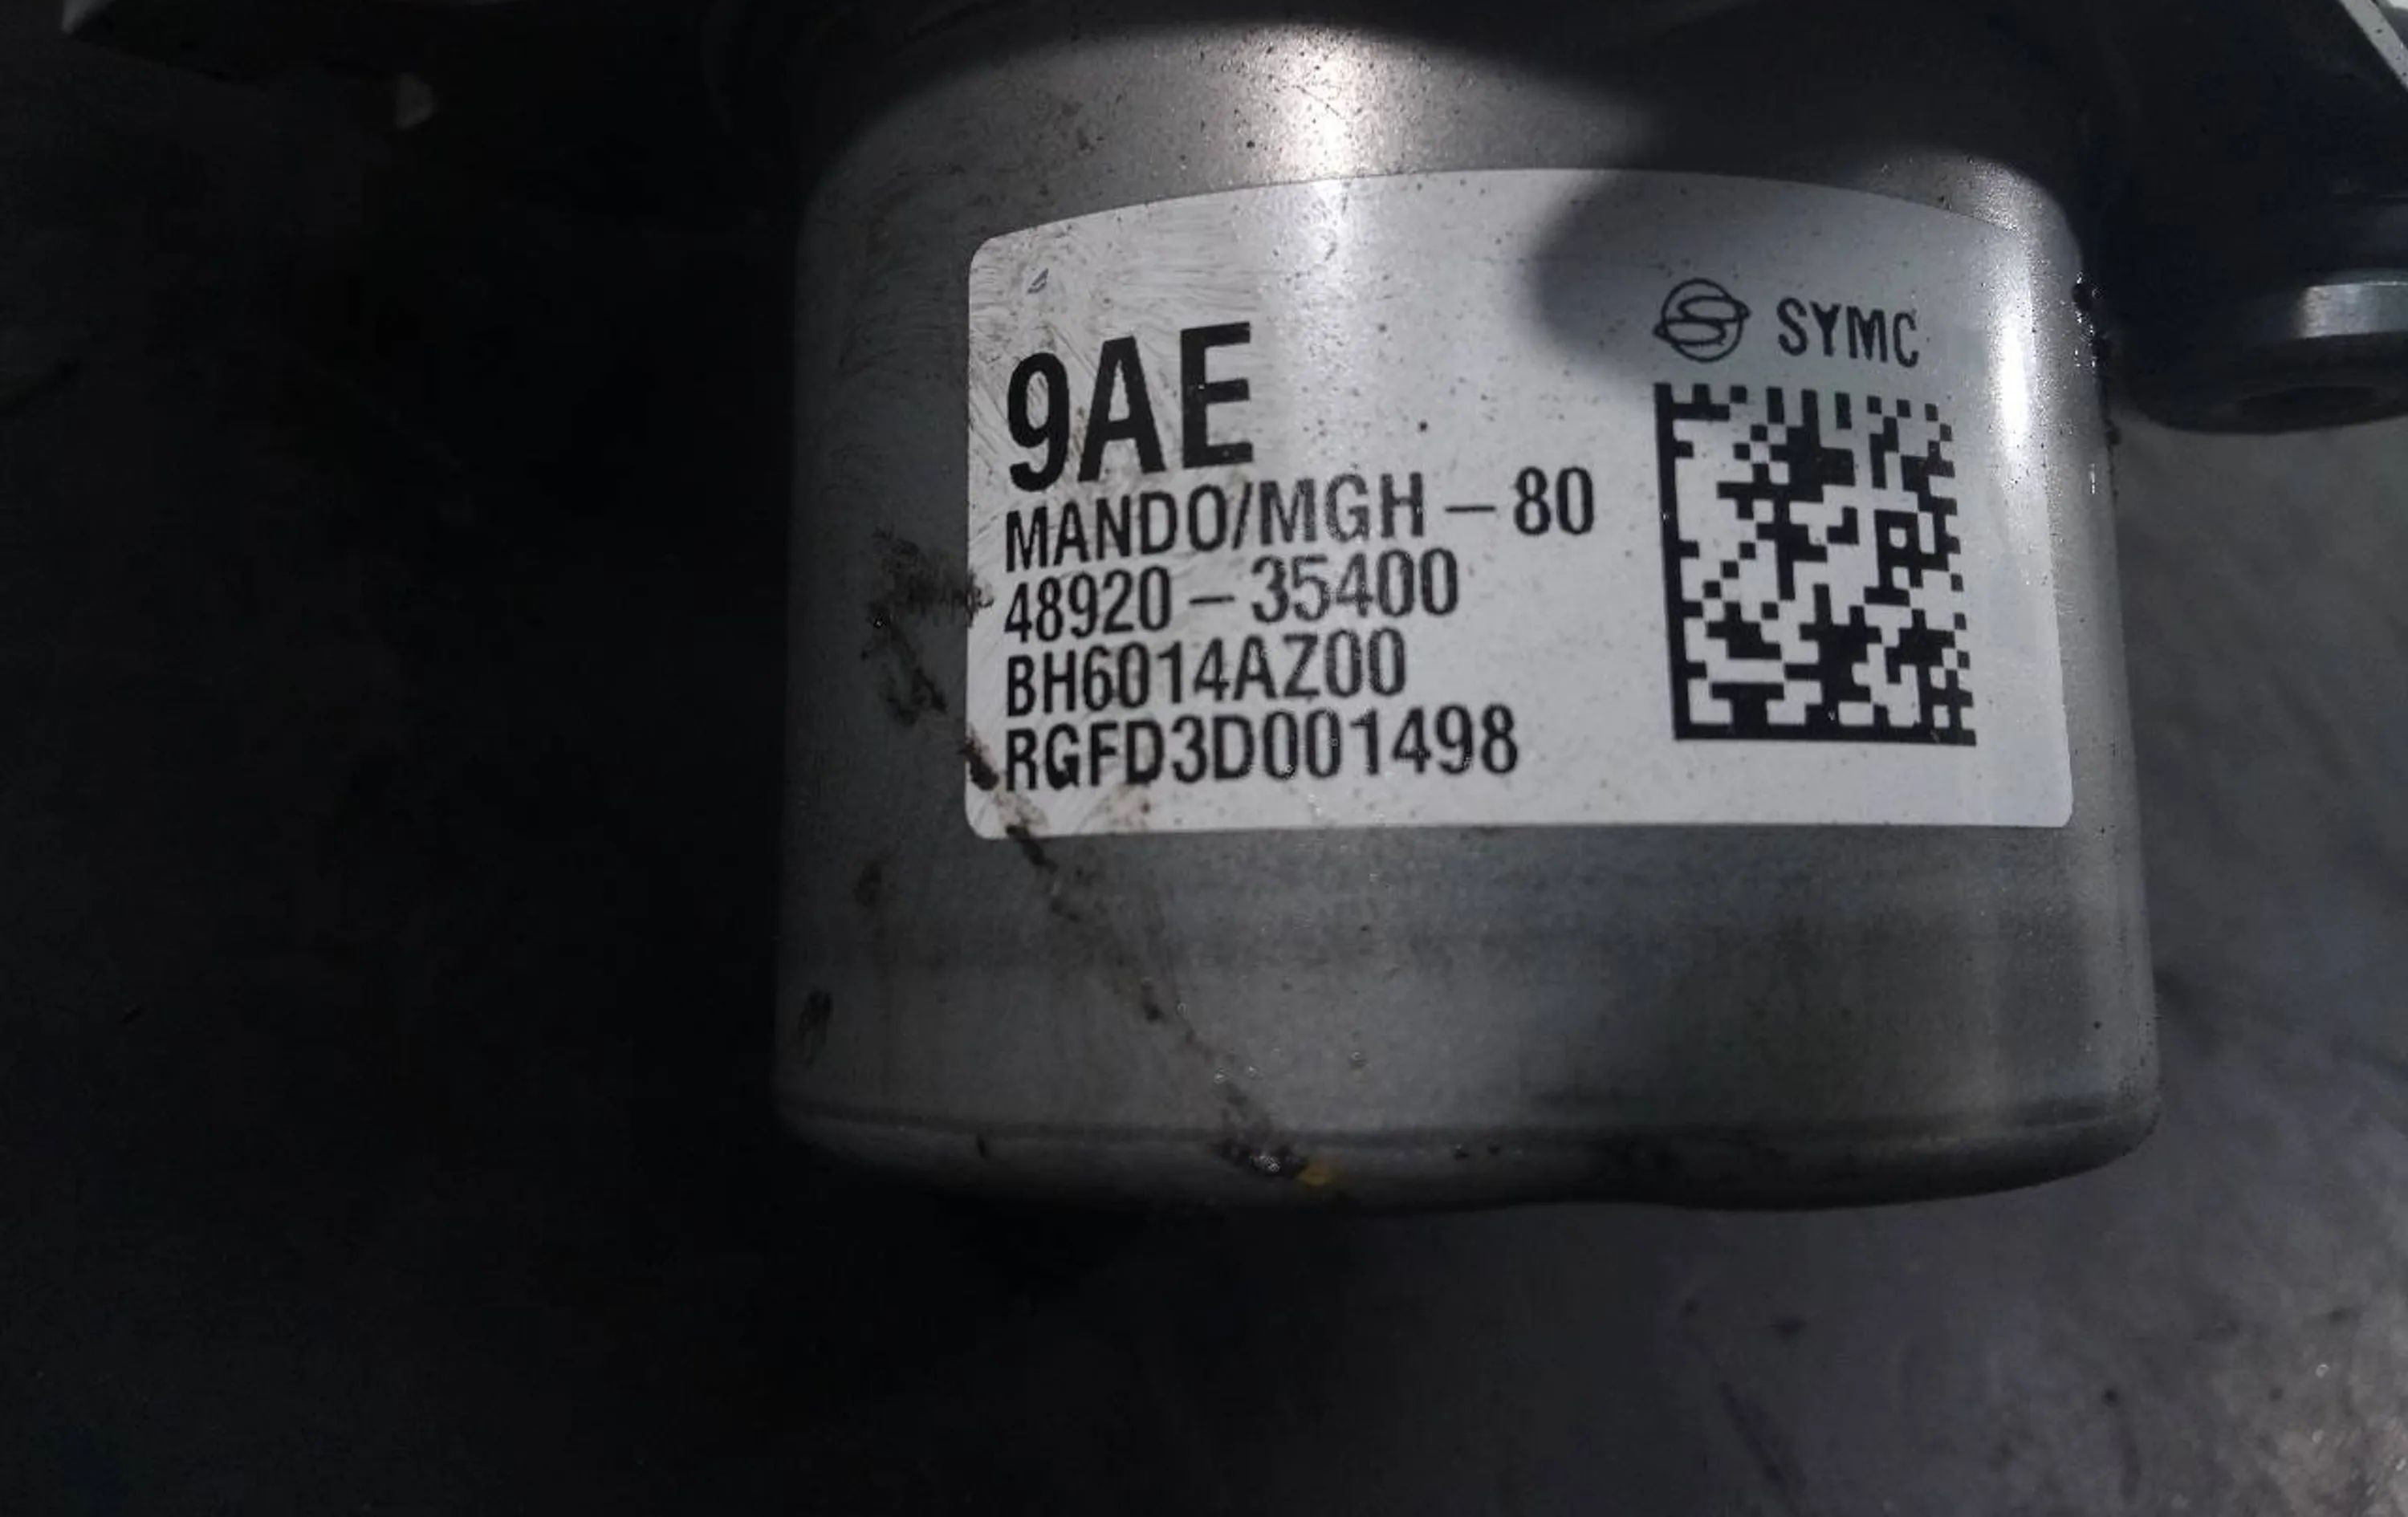 SYMC
9AE
MANDO/MGH-80
48920-35400
BH6014AZ00
RGFD3D001498